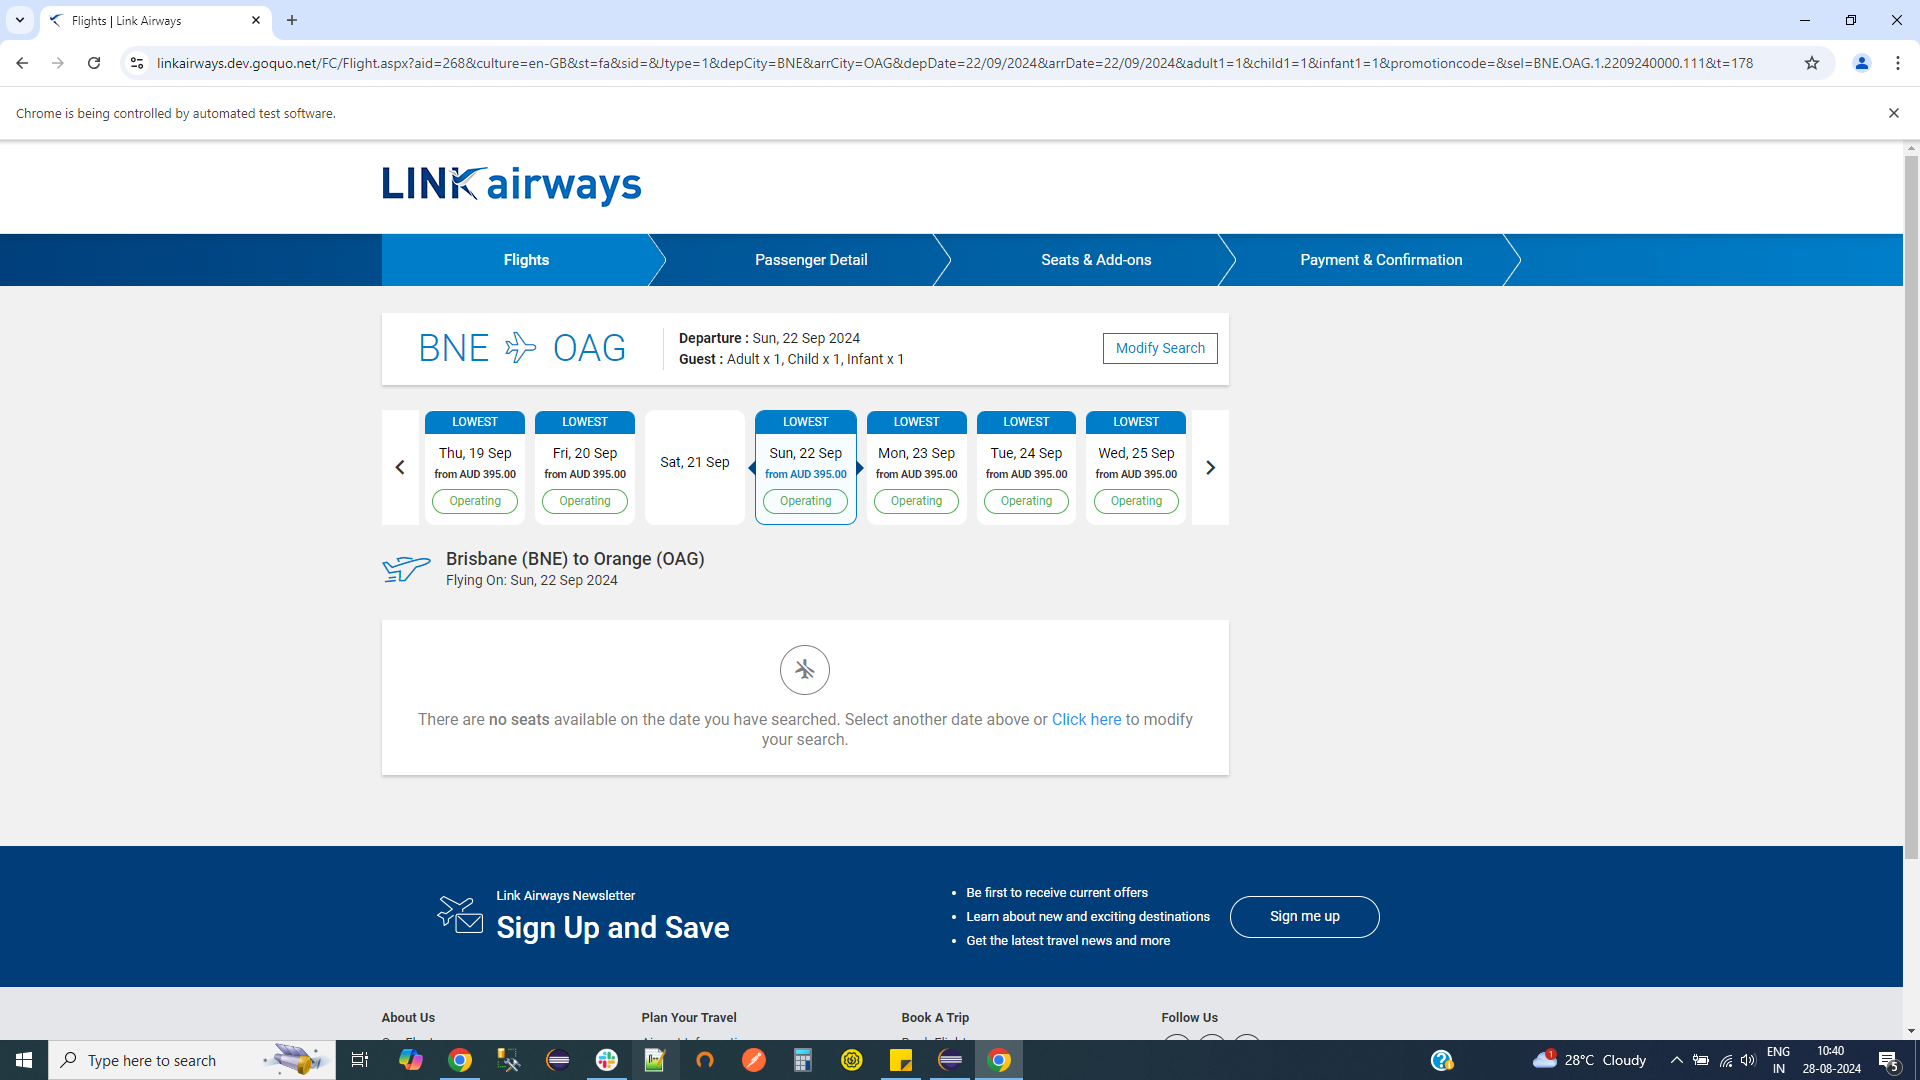 Flights | Link Airways
linkairways.dev.goquo.net/FC/Flight.aspx?aid=268&culture=en-GB&st=fa&sid=&Jtype=1&depCity=BNE&arrCity=OAG&depDate=22/09/2024&arrDate=22/09/2024&adult1=1&child1=1&infant1=1&promotioncode=&sel=BNE.OAG.1.2209240000.111&t=178
Chrome is being controlled by automated test software.
LINK airways
Flights
Passenger Detail
Seats & Add-ons
Payment & Confirmation
BNE OAG
Departure : Sun, 22 Sep 2024
Guest : Adult x 1, Child x 1, Infant x 1
Modify Search
LOWEST
Thu, 19 Sep
from AUD 395.00
Operating
LOWEST
Fri, 20 Sep
from AUD 395.00
Operating
Sat, 21 Sep
LOWEST
Sun, 22 Sep
from AUD 395.00
Operating
LOWEST
Mon, 23 Sep
from AUD 395.00
Operating
LOWEST
Tue, 24 Sep
from AUD 395.00
Operating
LOWEST
Wed, 25 Sep
from AUD 395.00
Operating
Brisbane (BNE) to Orange (OAG)
Flying On: Sun, 22 Sep 2024
There are no seats available on the date you have searched. Select another date above or Click here to modify
your search.
Link Airways Newsletter
Sign Up and Save
• Be first to receive current offers
• Learn about new and exciting destinations
• Get the latest travel news and more
Sign me up
About Us
Plan Your Travel
Book A Trip
Follow Us
Type here to search
1
28°C Cloudy
ENG
IN
10:40
28-08-2024
5